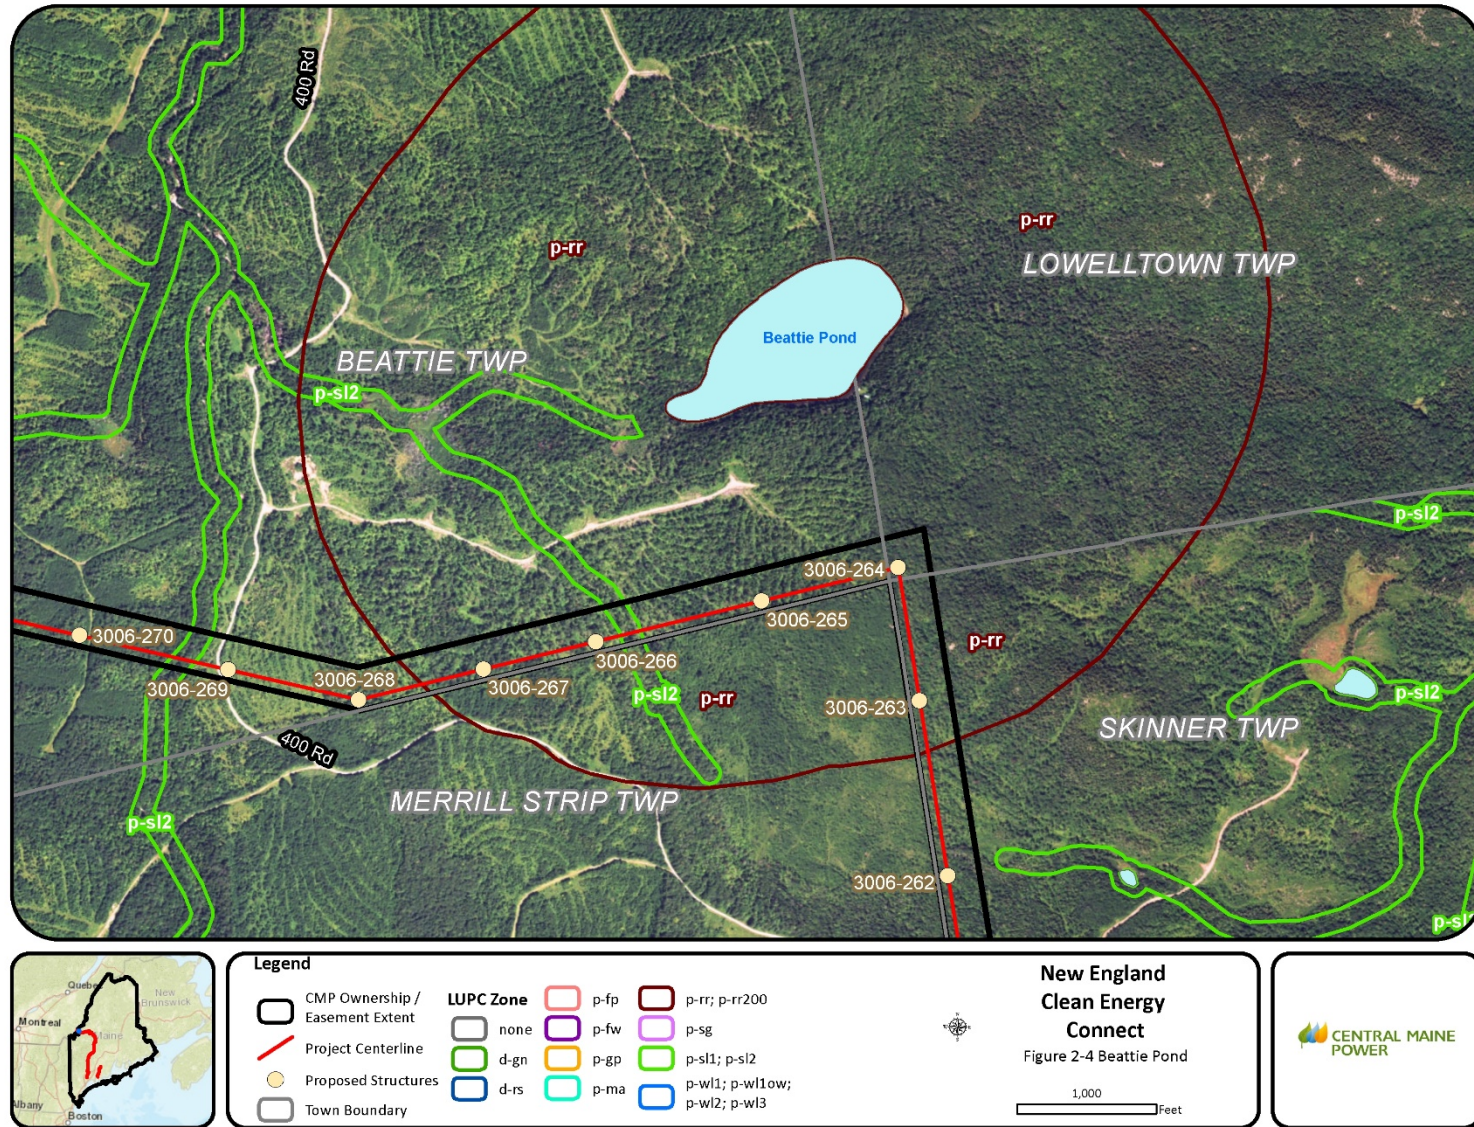 400 Rd
p-rr
p-rr
LOWELLTOWN TWP
Beattie Pond
BEATTIE TWP
p-sl2
p-sl2
3006-264
3006-265
3006-270
3006-266
p-rr
3006-269
3006-268
3006-267
p-sl2
p-rr
p-sl2
3006-263
SKINNER TWP
400 Rd
MERRILL STRIP TWP
p-sl2
3006-262
Legend
CMP Ownership /
Easement Extent
Project Centerline
Proposed Structures
Town Boundary
LUPC Zone
none
d-gn
d-rs
p-fp
p-fw
p-gp
p-ma
p-rr; p-rr200
p-sg
p-sl1; p-sl2
p-wl1; p-wl1ow;
p-wl2; p-wl3
New England
Clean Energy
Connect
Figure 2-4 Beattie Pond
1,000
Feet
CENTRAL MAINE
POWER
Quebec
New
Brunswick
Montreal
Maine
Albany
Boston